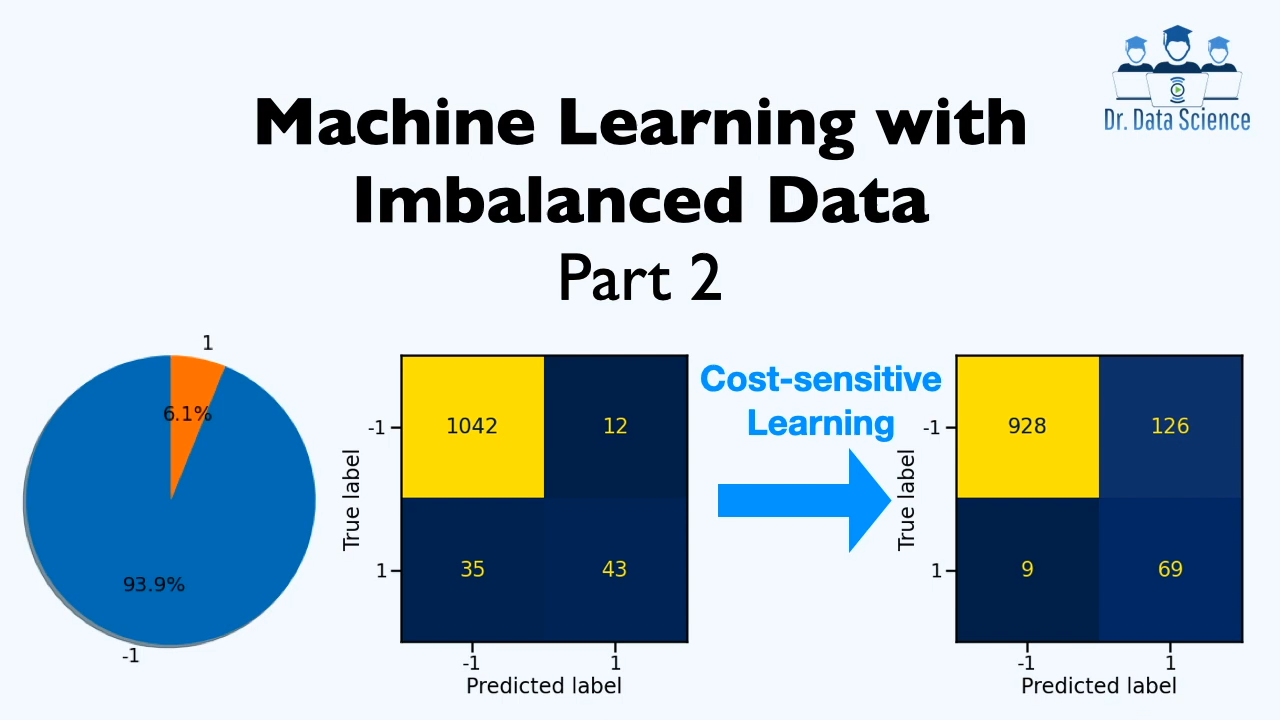 Dr. Data Science
Machine Learning with
Imbalanced Data
Part 2
1
6.1%
93.9%
-1
True label
-1
1
1042
12
35
43
-1
1
Predicted label
Cost-sensitive
Learning
True label
-1
1
928
126
9
69
-1
1
Predicted label